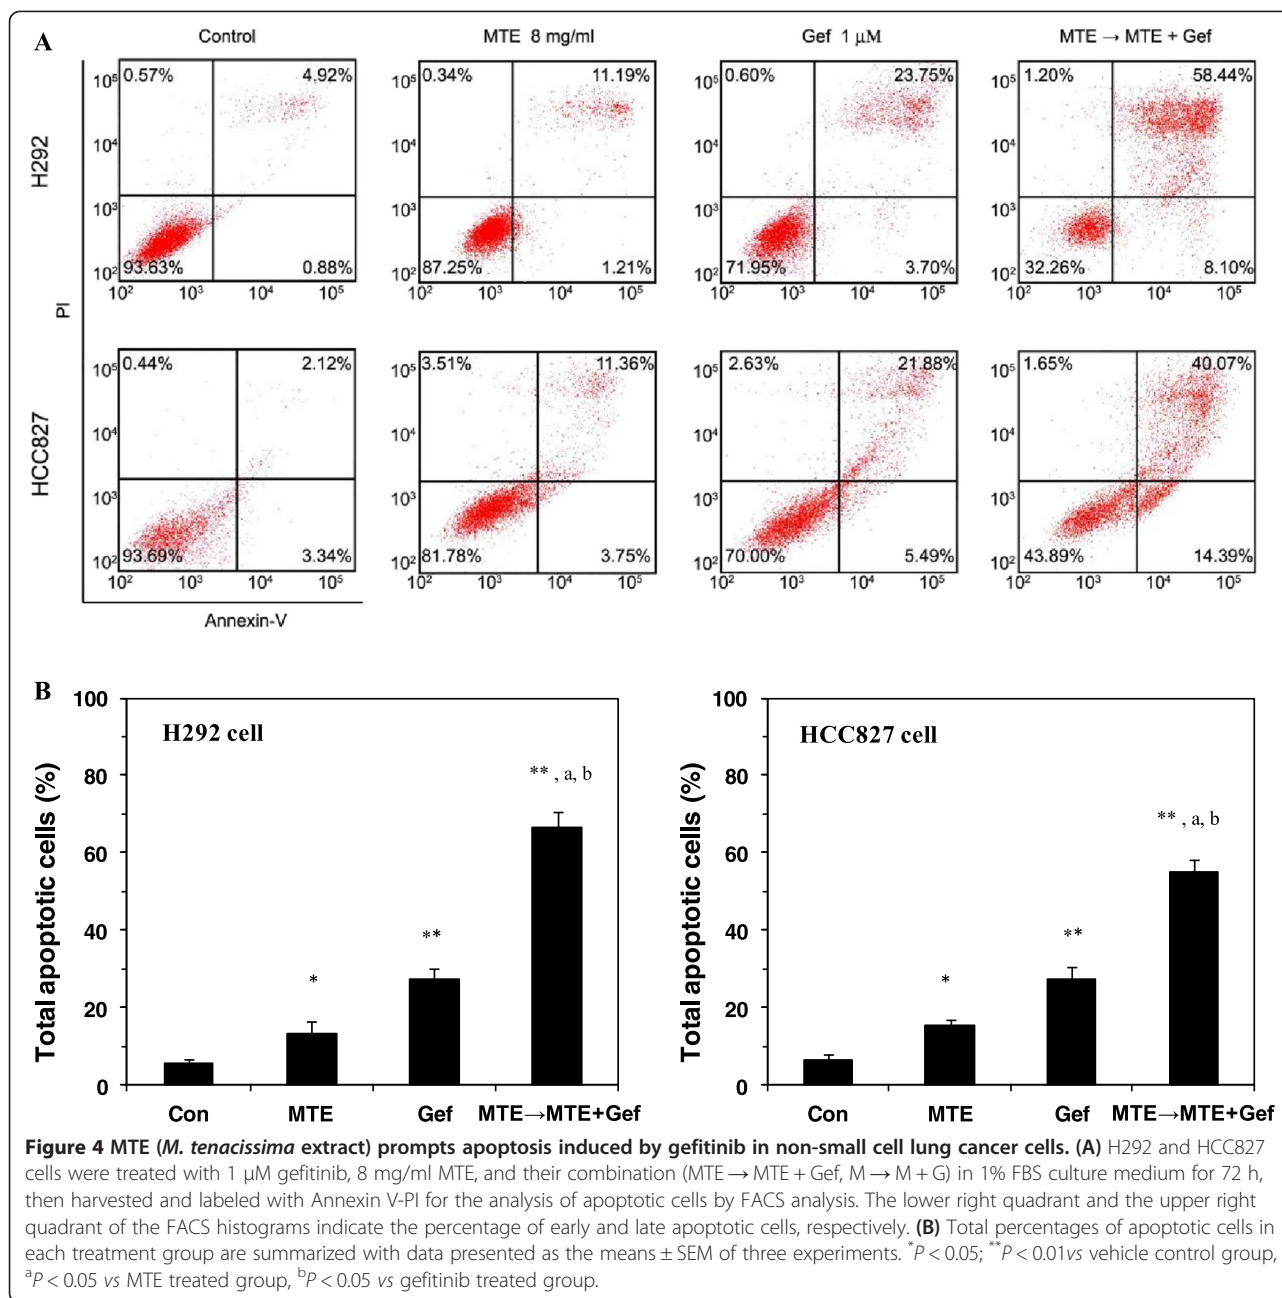 A
Control
MTE 8 mg/ml
Gef 1 µM
MTE → MTE + Gef
H292
10⁵ 0.57% 4.92%
10⁴
10³
10² 93.63% 0.88%
10² 10³ 10⁴ 10⁵
10⁵ 0.34% 11.19%
10⁴
10³
10² 87.25% 1.21%
10² 10³ 10⁴ 10⁵
10⁵ 0.60% 23.75%
10⁴
10³
10² 71.95% 3.70%
10² 10³ 10⁴ 10⁵
10⁵ 1.20% 58.44%
10⁴
10³
10² 32.26% 8.10%
10² 10³ 10⁴ 10⁵
PI
HCC827
10⁵ 0.44% 2.12%
10⁴
10³
10² 93.69% 3.34%
10² 10³ 10⁴ 10⁵
10⁵ 3.51% 11.36%
10⁴
10³
10² 81.78% 3.75%
10² 10³ 10⁴ 10⁵
10⁵ 2.63% 21.88%
10⁴
10³
10² 70.00% 5.49%
10² 10³ 10⁴ 10⁵
10⁵ 1.65% 40.07%
10⁴
10³
10² 43.89% 14.39%
10² 10³ 10⁴ 10⁵
Annexin-V
B
Total apoptotic cells (%)
100
80
60
40
20
0
H292 cell
*
**
** , a, b
Con MTE Gef MTE→MTE+Gef
Total apoptotic cells (%)
100
80
60
40
20
0
HCC827 cell
*
**
** , a, b
Con MTE Gef MTE→MTE+Gef
Figure 4 MTE (M. tenacissima extract) prompts apoptosis induced by gefitinib in non-small cell lung cancer cells. (A) H292 and HCC827
cells were treated with 1 µM gefitinib, 8 mg/ml MTE, and their combination (MTE → MTE + Gef, M → M + G) in 1% FBS culture medium for 72 h,
then harvested and labeled with Annexin V-PI for the analysis of apoptotic cells by FACS analysis. The lower right quadrant and the upper right
quadrant of the FACS histograms indicate the percentage of early and late apoptotic cells, respectively. (B) Total percentages of apoptotic cells in
each treatment group are summarized with data presented as the means ± SEM of three experiments. *P < 0.05; **P < 0.01vs vehicle control group,
ᵃP < 0.05 vs MTE treated group, ᵇP < 0.05 vs gefitinib treated group.